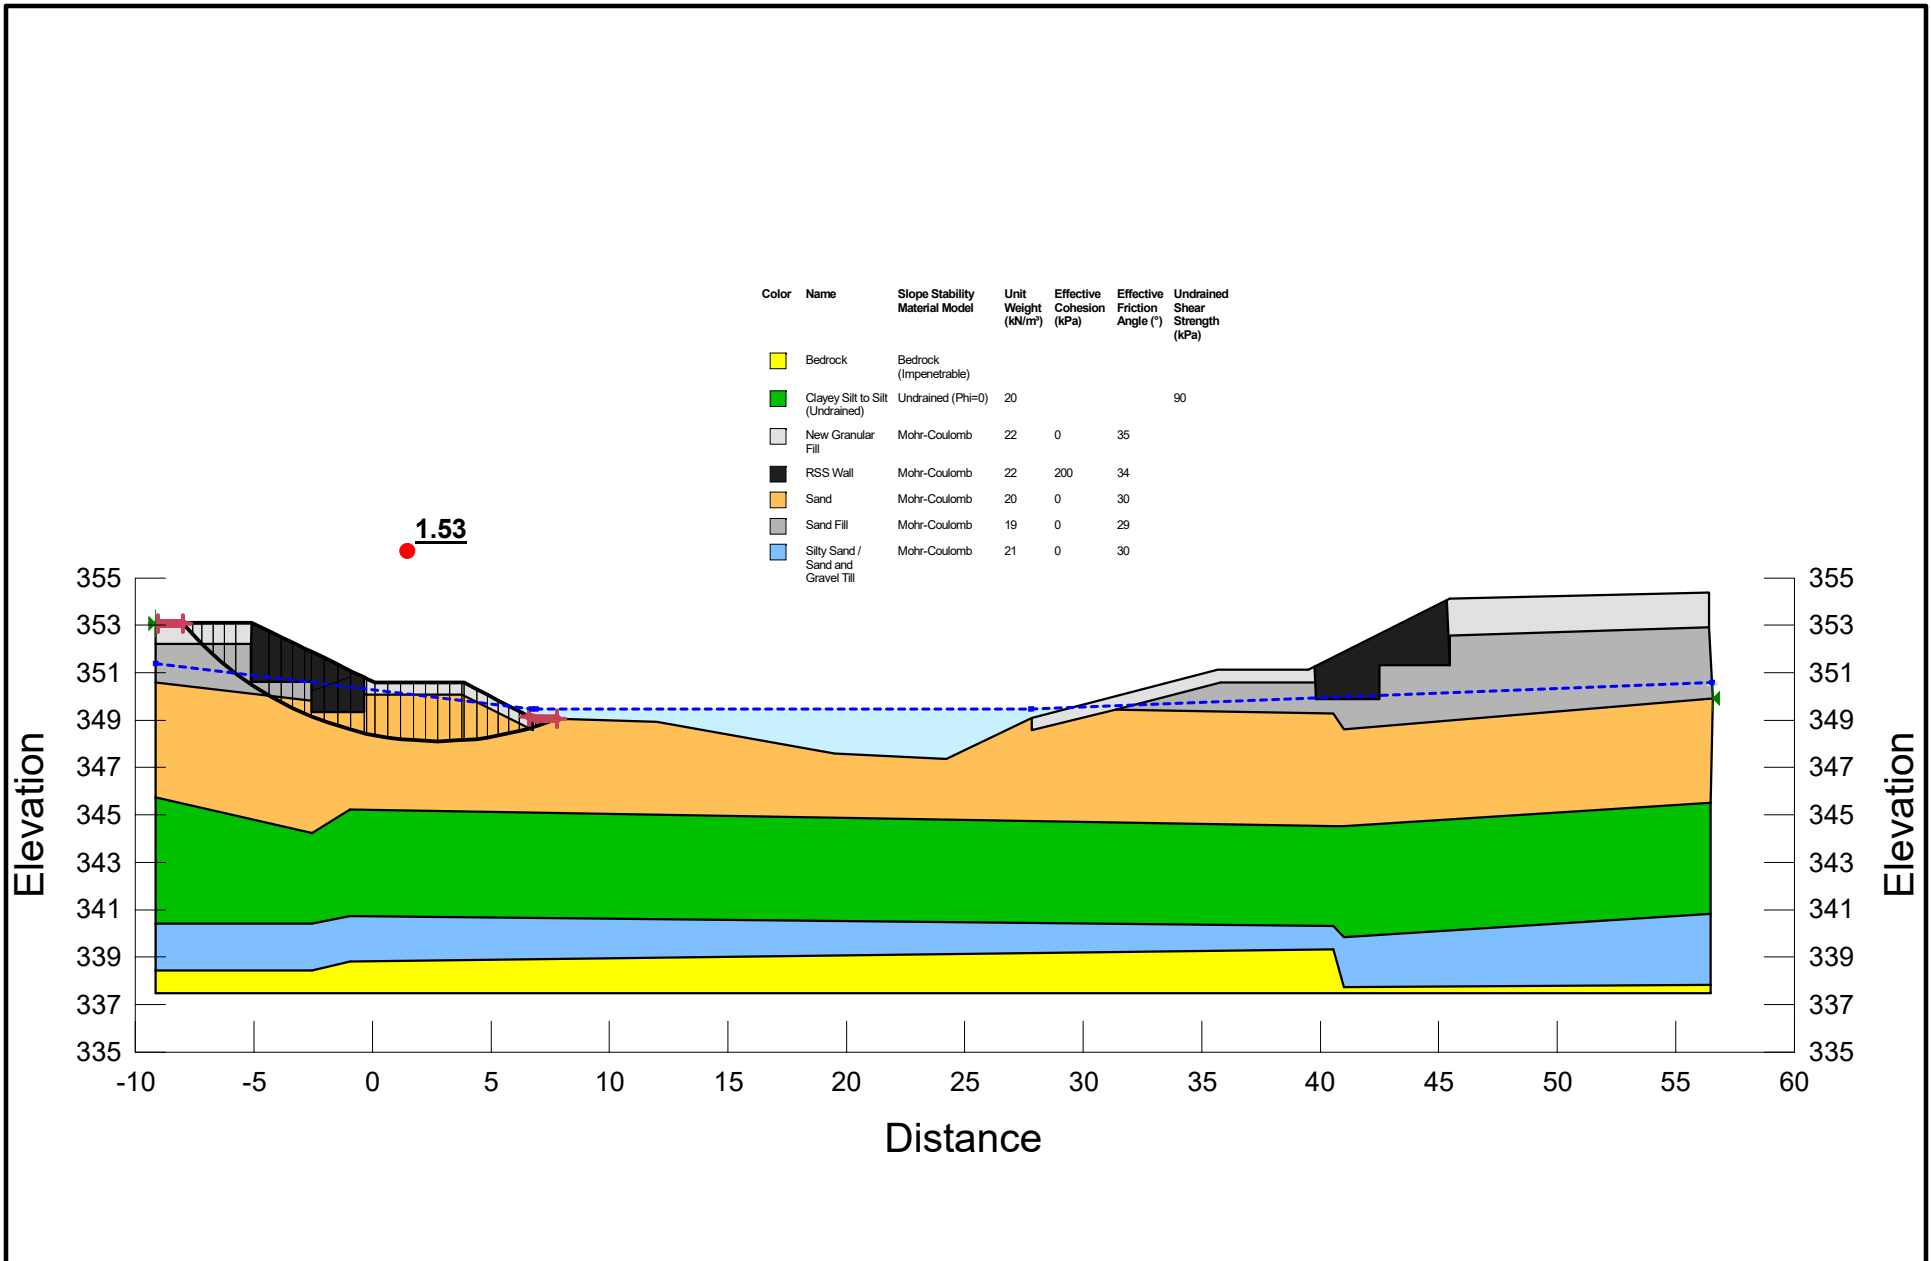 Color Name Slope Stability Unit Effective Effective Undrained
Material Model Weight Cohesion Friction Shear
(kN/m³) (kPa) Angle (°) Strength
(kPa)
Bedrock Bedrock
(Impenetrable)
Clayey Silt to Silt Undrained (Phi=0) 20 90
(Undrained)
New Granular Mohr-Coulomb 22 0 35
Fill
RSS Wall Mohr-Coulomb 22 200 34
Sand Mohr-Coulomb 20 0 30
Sand Fill Mohr-Coulomb 19 0 29
Silty Sand / Mohr-Coulomb 21 0 30
Sand and
Gravel Till
1.53
355 355
353 353
351 351
349 349
347 347
345 345
343 343
341 341
339 339
337 337
335 335
Elevation
Elevation
-10 -5 0 5 10 15 20 25 30 35 40 45 50 55 60
Distance